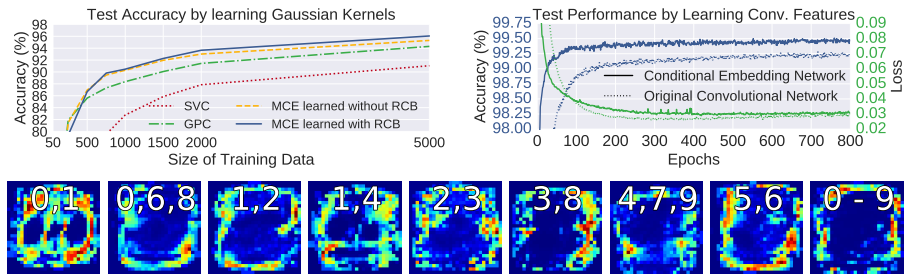 Test Accuracy by learning Gaussian Kernels
Accuracy (%)
98
96
94
92
90
88
86
84
82
80
50 500 1000 1500 2000 5000
Size of Training Data
SVC
GPC
MCE learned without RCB
MCE learned with RCB
Test Performance by Learning Conv. Features
Accuracy (%)
99.75
99.50
99.25
99.00
98.75
98.50
98.25
98.00
0.09
0.08
0.07
0.06
0.05
0.04
0.03
0.02
Loss
Conditional Embedding Network
Original Convolutional Network
0 100 200 300 400 500 600 700 800
Epochs
0,1 0,6,8 1,2 1,4 2,3 3,8 4,7,9 5,6 0 - 9